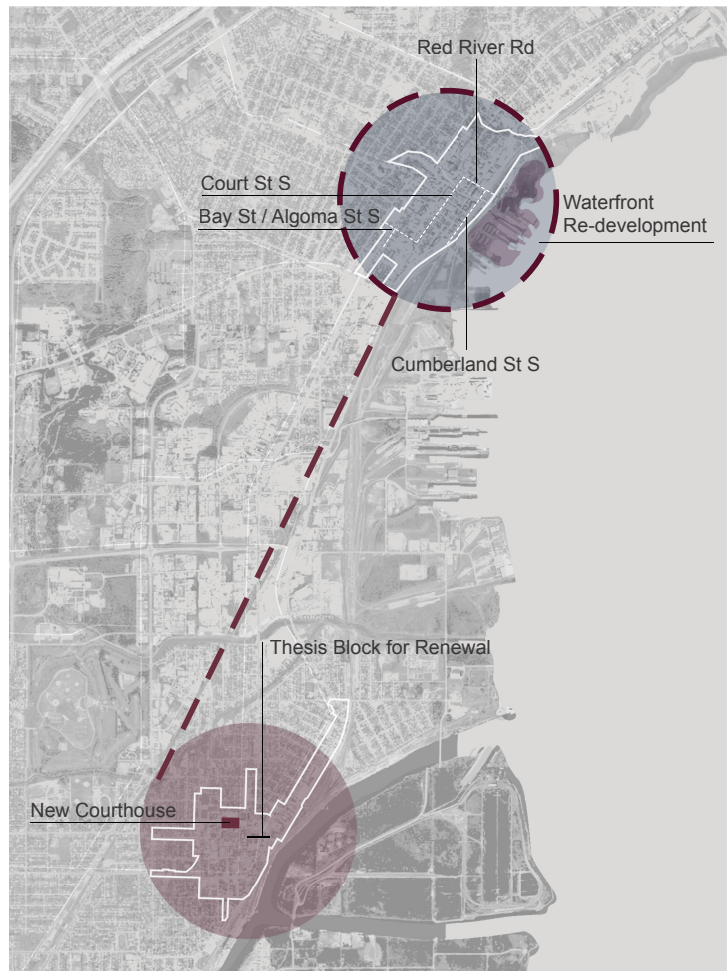 Red River Rd
Court St S
Bay St / Algoma St S
Waterfront
Re-development
Cumberland St S
Thesis Block for Renewal
New Courthouse